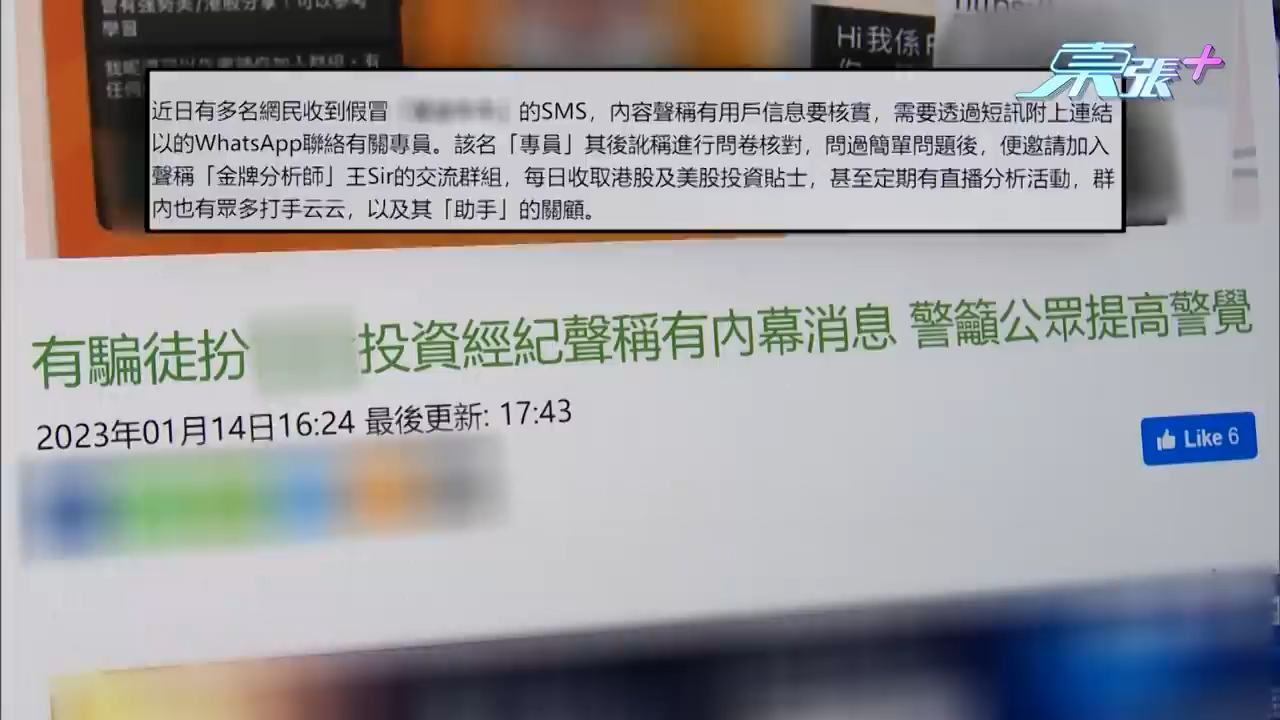 學習
Hi我係
東張+
近日有多名網民收到假冒 的SMS，內容聲稱有用戶信息要核實，需要透過短訊附上連結
以的WhatsApp聯絡有關專員。該名「專員」其後訛稱進行問卷核對，問過簡單問題後，便邀請加入
聲稱「金牌分析師」王Sir的交流群組，每日收取港股及美股投資貼士，甚至定期有直播分析活動，群
內也有眾多打手云云，以及其「助手」的關顧。
有騙徒扮 投資經紀聲稱有內幕消息 警籲公眾提高警覺
2023年01月14日16:24 最後更新: 17:43
Like 6